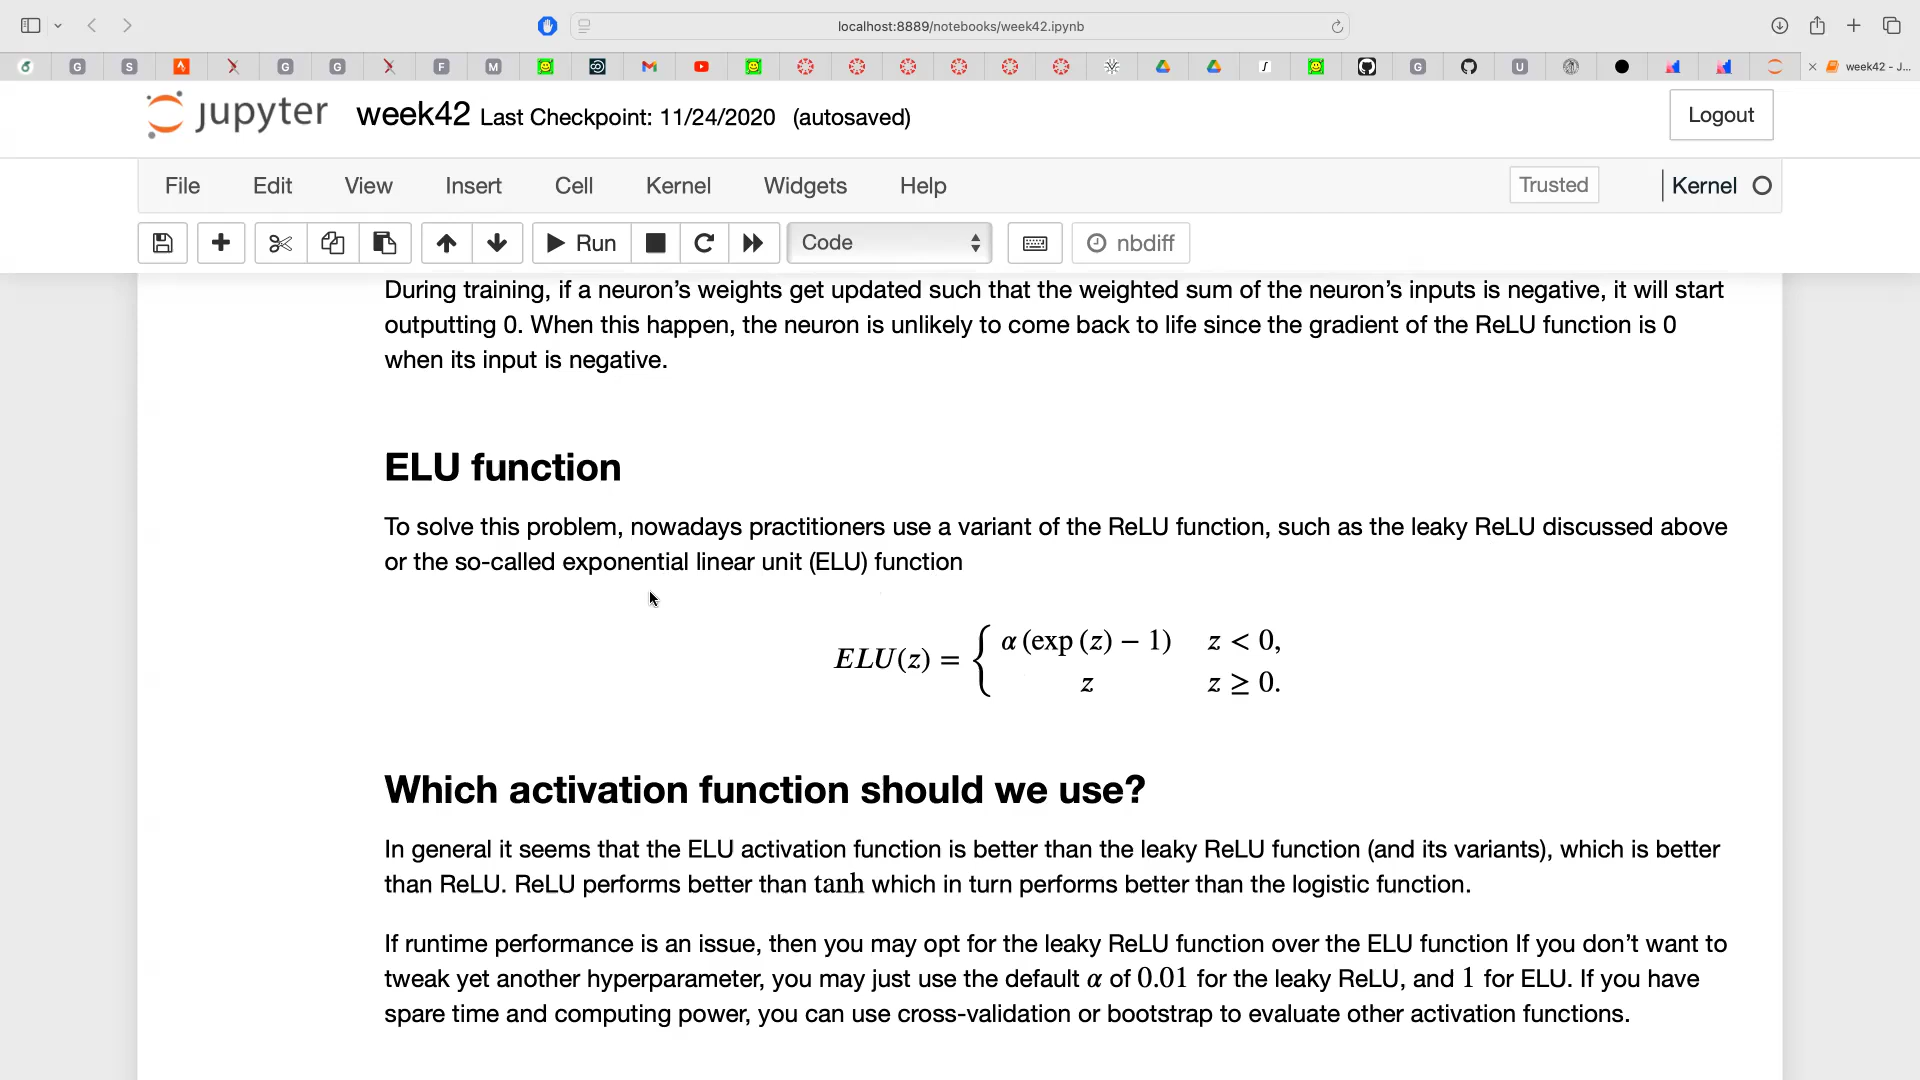 localhost:8889/notebooks/week42.ipynb
G S G G F M G U week42 - J...
jupyter week42 Last Checkpoint: 11/24/2020 (autosaved) Logout
File Edit View Insert Cell Kernel Widgets Help Trusted Kernel
Run Code nbdiff
During training, if a neuron’s weights get updated such that the weighted sum of the neuron’s inputs is negative, it will start
outputting 0. When this happen, the neuron is unlikely to come back to life since the gradient of the ReLU function is 0
when its input is negative.
ELU function
To solve this problem, nowadays practitioners use a variant of the ReLU function, such as the leaky ReLU discussed above
or the so-called exponential linear unit (ELU) function
ELU(z) = { α (exp (z) − 1) z < 0,
z z ≥ 0.
Which activation function should we use?
In general it seems that the ELU activation function is better than the leaky ReLU function (and its variants), which is better
than ReLU. ReLU performs better than tanh which in turn performs better than the logistic function.
If runtime performance is an issue, then you may opt for the leaky ReLU function over the ELU function If you don’t want to
tweak yet another hyperparameter, you may just use the default α of 0.01 for the leaky ReLU, and 1 for ELU. If you have
spare time and computing power, you can use cross-validation or bootstrap to evaluate other activation functions.